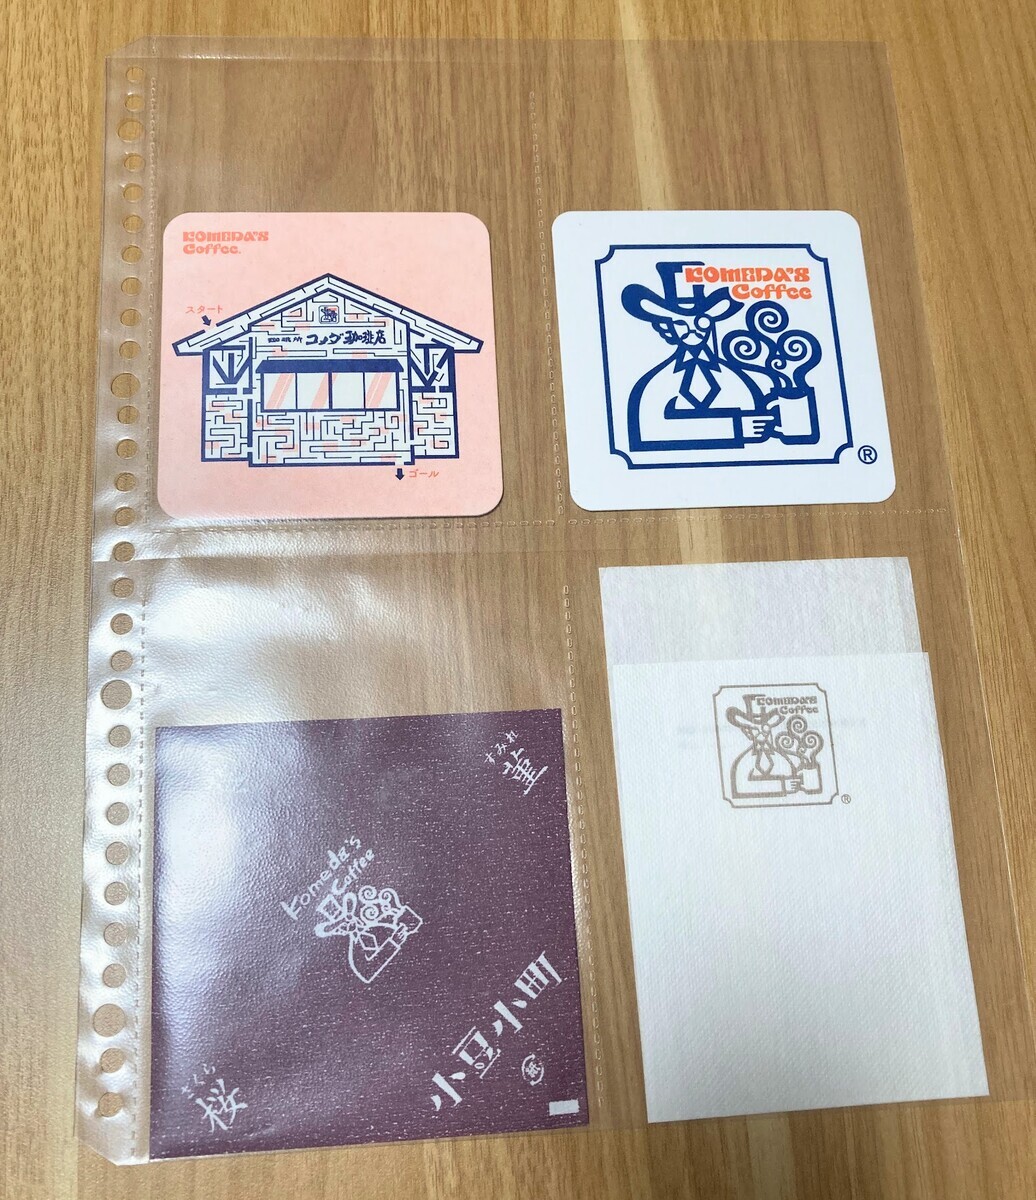 KOMEDA'S
Coffee®
スタート
珈琲所 コメダ珈琲店
ゴール
KOMEDA'S
Coffee
®
すみれ
菫
Komeda's
Coffee
小豆小町
紙
さくら
桜
KOMEDA'S
Coffee
®